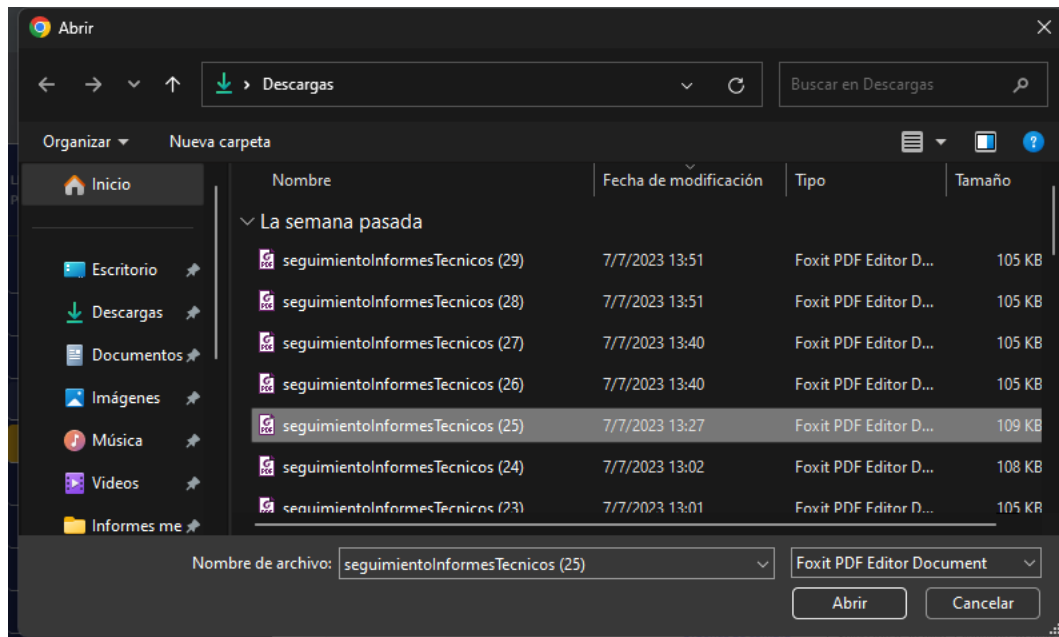 Abrir
Descargas
Buscar en Descargas
Organizar
Nueva carpeta
Inicio
Escritorio
Descargas
Documentos
Imágenes
Música
Videos
Informes me
Nombre Fecha de modificación Tipo Tamaño
La semana pasada
seguimientoInformesTecnicos (29) 7/7/2023 13:51 Foxit PDF Editor D... 105 KB
seguimientoInformesTecnicos (28) 7/7/2023 13:51 Foxit PDF Editor D... 105 KB
seguimientoInformesTecnicos (27) 7/7/2023 13:40 Foxit PDF Editor D... 105 KB
seguimientoInformesTecnicos (26) 7/7/2023 13:40 Foxit PDF Editor D... 105 KB
seguimientoInformesTecnicos (25) 7/7/2023 13:27 Foxit PDF Editor D... 109 KB
seguimientoInformesTecnicos (24) 7/7/2023 13:02 Foxit PDF Editor D... 108 KB
seguimientoInformesTecnicos (23) 7/7/2023 13:01 Foxit PDF Editor D... 105 KB
Nombre de archivo: seguimientoInformesTecnicos (25) Foxit PDF Editor Document
Abrir Cancelar